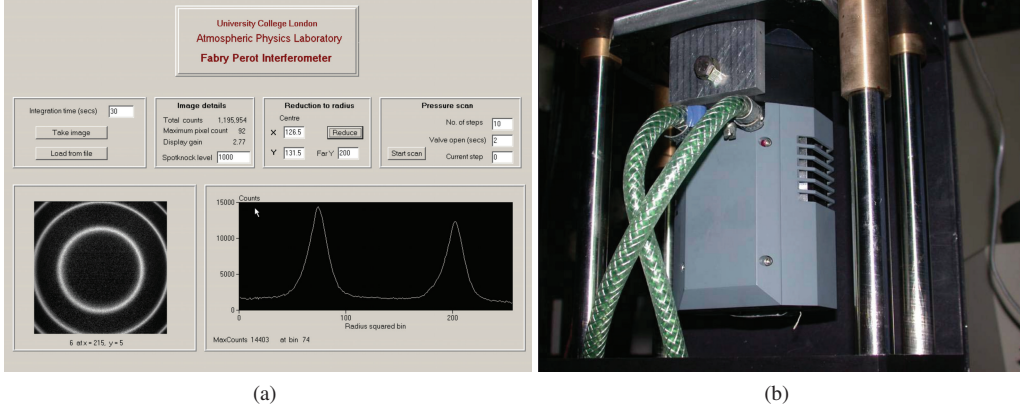 University College London
Atmospheric Physics Laboratory
Fabry Perot Interferometer
Integration time (secs) 30
Take image
Load from file
Image details
Total counts 1,195,954
Maximum pixel count 92
Display gain 2.77
Spotknock level 1000
Reduction to radius
Centre
X 126.5 Reduce
Y 131.5 Far Y 200
Pressure scan
No. of steps 10
Valve open (secs) 2
Start scan Current step 0
6 at x = 215, y = 5
Counts
15000
10000
5000
0
0 100 200
Radius squared bin
MaxCounts 14403 at bin 74
(a) (b)